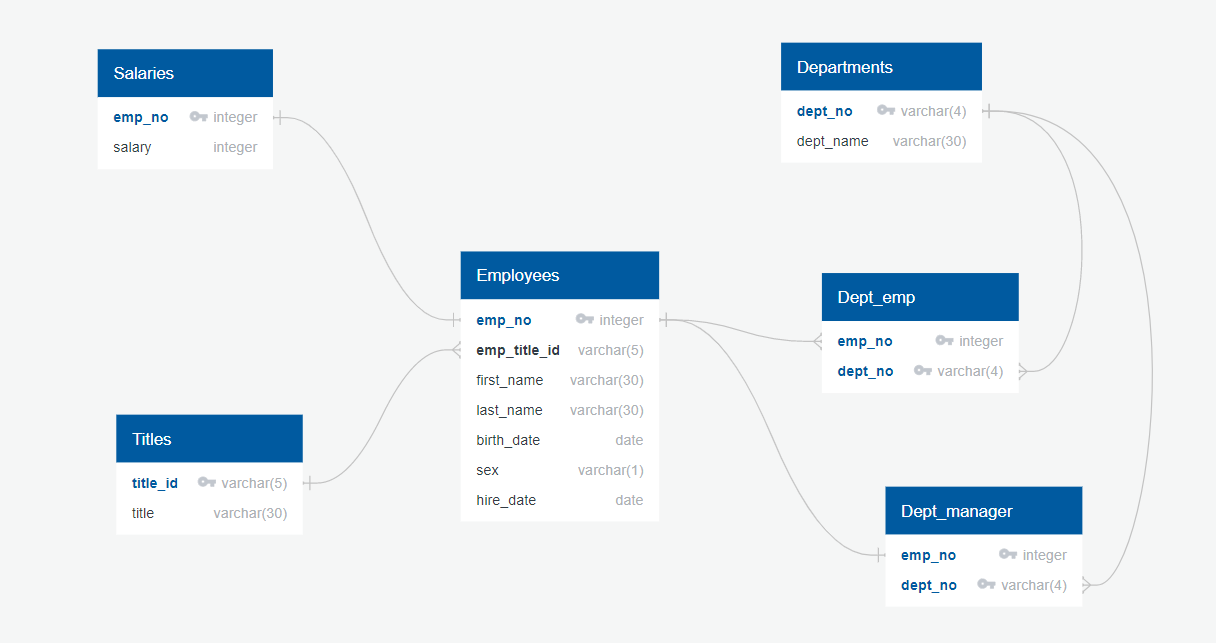 Salaries
emp_no integer
salary integer
Departments
dept_no varchar(4)
dept_name varchar(30)
Employees
emp_no integer
emp_title_id varchar(5)
first_name varchar(30)
last_name varchar(30)
birth_date date
sex varchar(1)
hire_date date
Dept_emp
emp_no integer
dept_no varchar(4)
Titles
title_id varchar(5)
title varchar(30)
Dept_manager
emp_no integer
dept_no varchar(4)